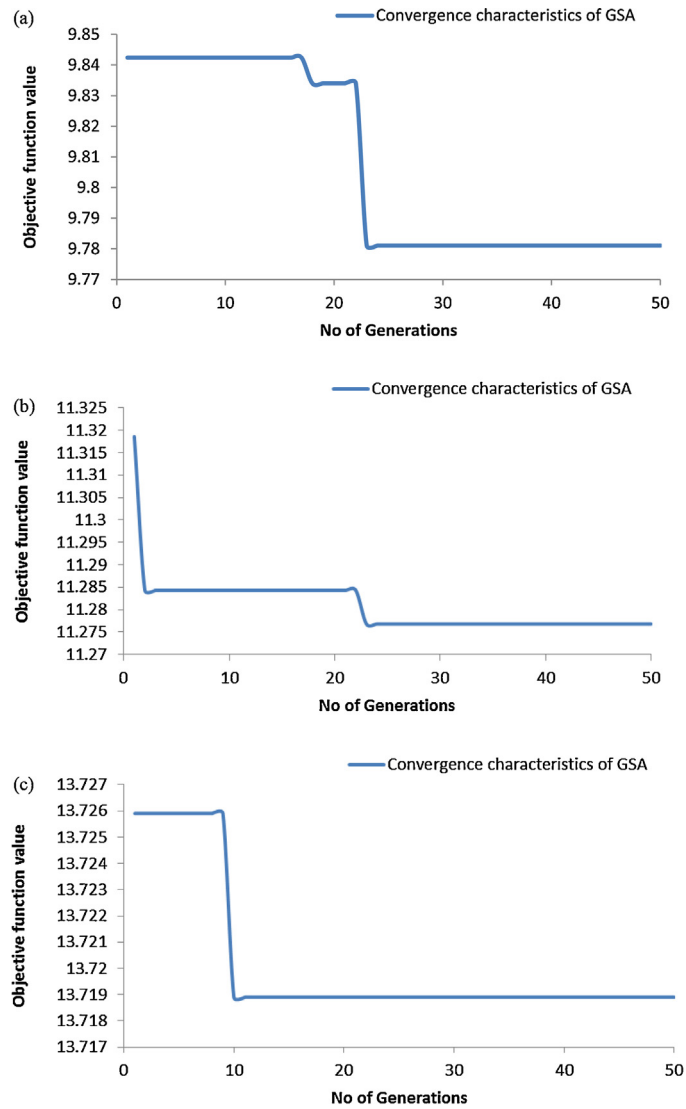 (a)
Convergence characteristics of GSA
Objective function value
9.85
9.84
9.83
9.82
9.81
9.8
9.79
9.78
9.77
0 10 20 30 40 50
No of Generations
(b)
Convergence characteristics of GSA
Objective function value
11.325
11.32
11.315
11.31
11.305
11.3
11.295
11.29
11.285
11.28
11.275
11.27
0 10 20 30 40 50
No of Generations
(c)
Convergence characteristics of GSA
Objective function value
13.727
13.726
13.725
13.724
13.723
13.722
13.721
13.72
13.719
13.718
13.717
0 10 20 30 40 50
No of Generations